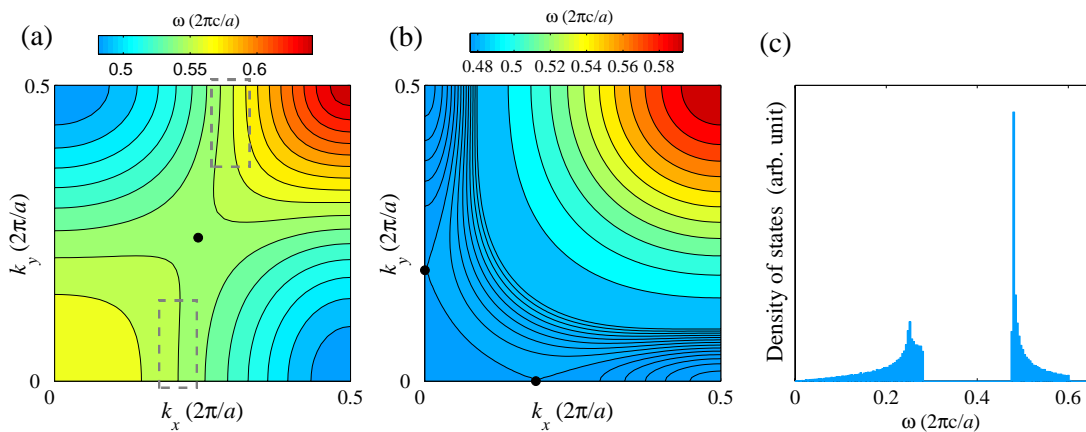 (a)
ω (2πc/a)
0.5 0.55 0.6
0.5
k_y (2π/a)
0
0
k_x (2π/a)
0.5
(b)
ω (2πc/a)
0.48 0.5 0.52 0.54 0.56 0.58
0.5
k_y (2π/a)
0
0
k_x (2π/a)
0.5
(c)
Density of states (arb. unit)
0 0.2 0.4 0.6
ω (2πc/a)